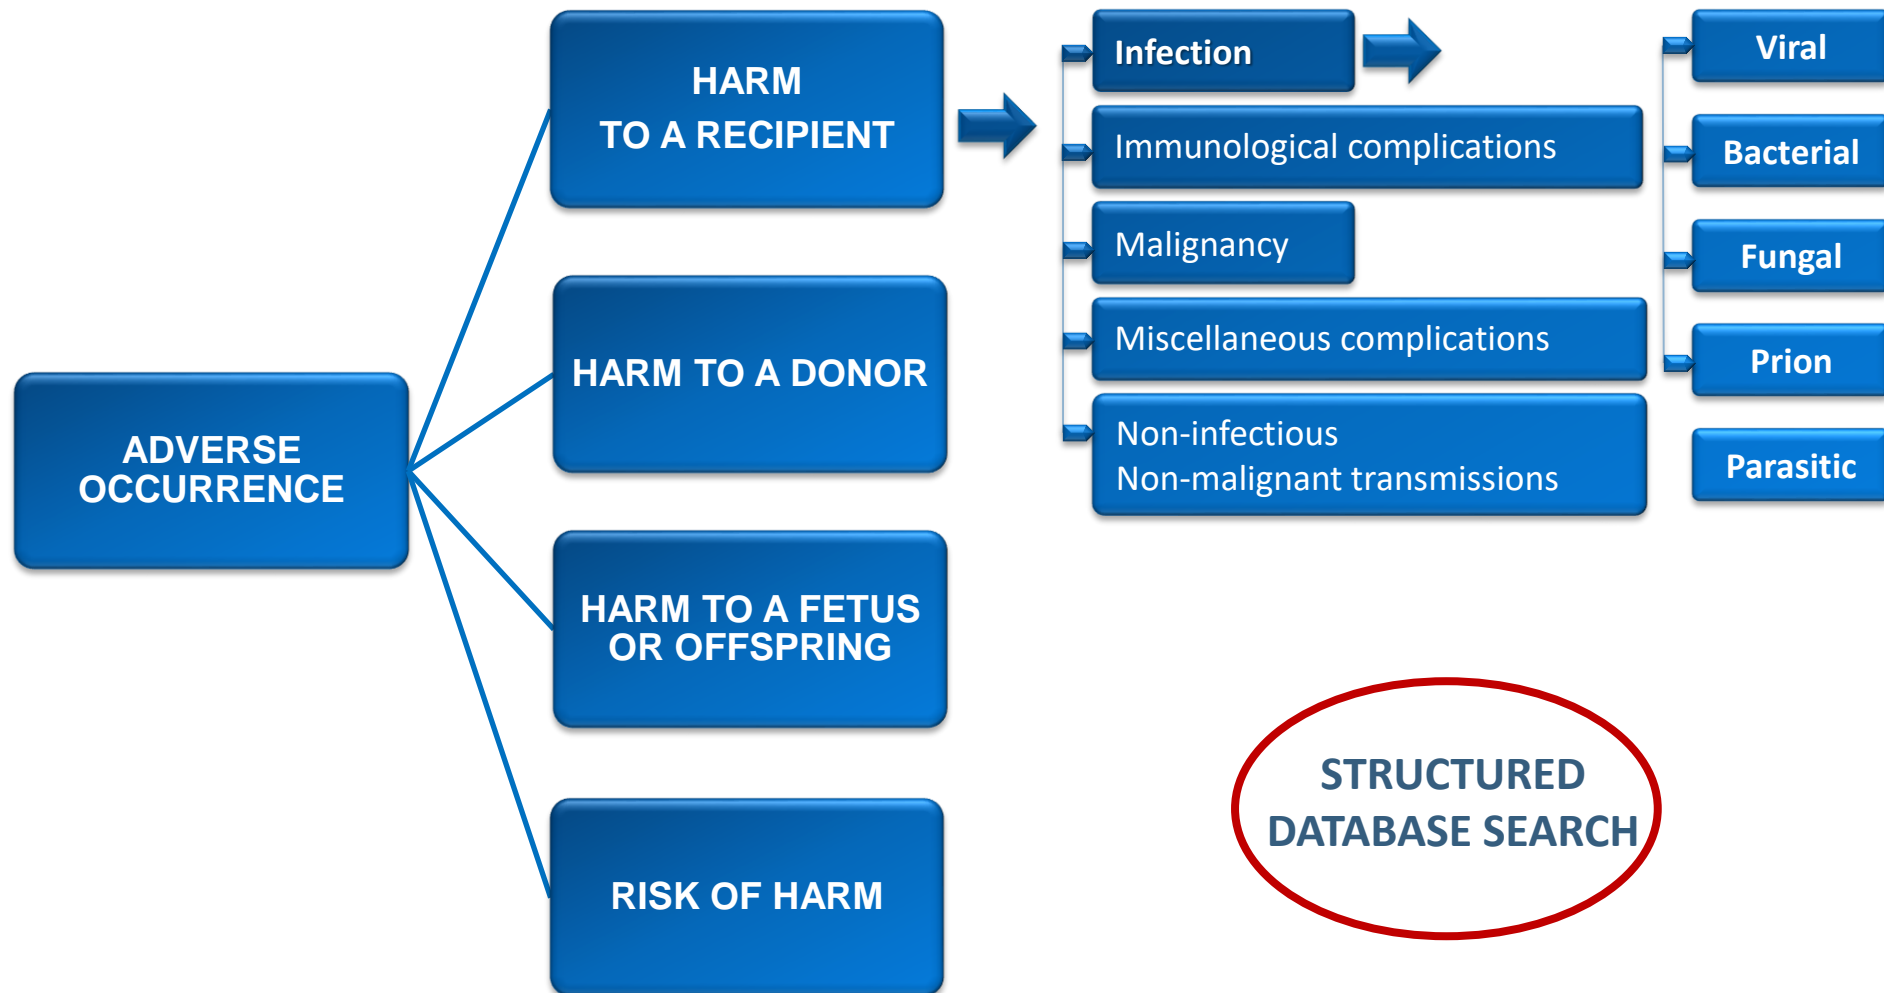 ADVERSE
OCCURRENCE
HARM
TO A RECIPIENT
HARM TO A DONOR
HARM TO A FETUS
OR OFFSPRING
RISK OF HARM
Infection
Immunological complications
Malignancy
Miscellaneous complications
Non-infectious
Non-malignant transmissions
Viral
Bacterial
Fungal
Prion
Parasitic
STRUCTURED
DATABASE SEARCH